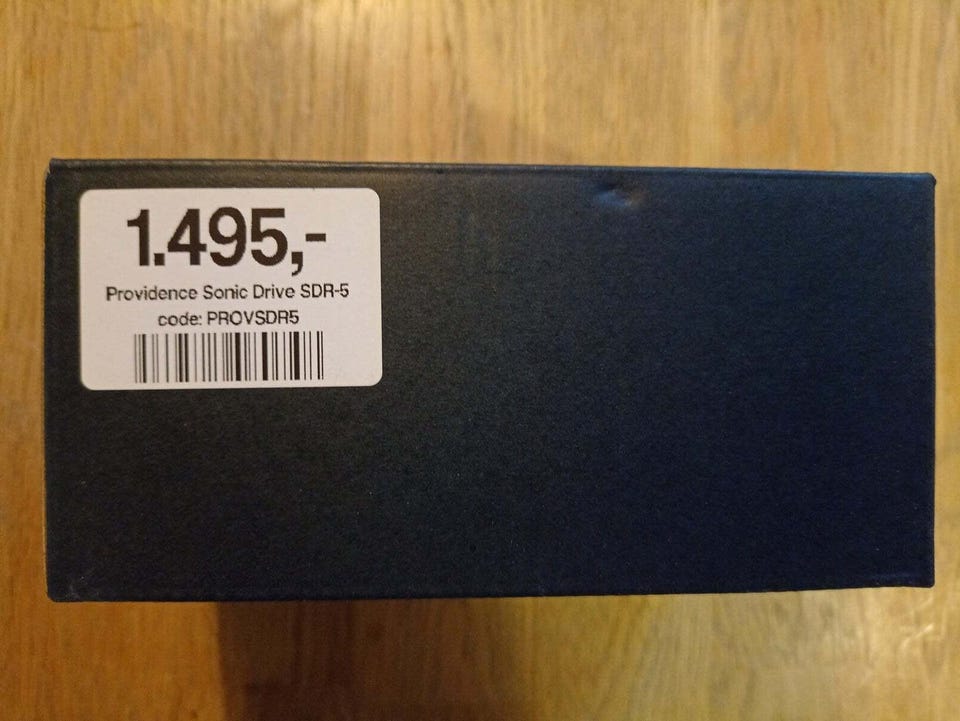 1.495,-
Providence Sonic Drive SDR-5
code: PROVSDR5